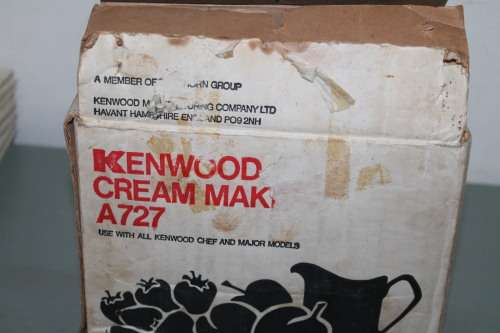 A MEMBER OF GROUP
KENWOOD COMPANY LTD
HAVANT PO9 2NH
KENWOOD
CREAM MAK
A727
USE WITH ALL KENWOOD CHEF AND MAJOR MODELS